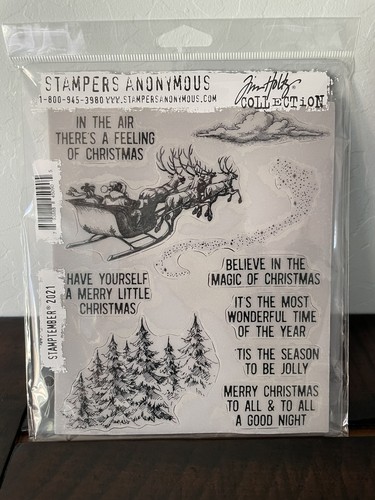 STAMPERS ANONYMOUS
1-800-945-3980 WWW.STAMPERSANONYMOUS.COM
Tim Holtz®
COLLECTION
IN THE AIR
THERE'S A FEELING
OF CHRISTMAS
HAVE YOURSELF
A MERRY LITTLE
CHRISTMAS
BELIEVE IN THE
MAGIC OF CHRISTMAS
IT'S THE MOST
WONDERFUL TIME
OF THE YEAR
'TIS THE SEASON
TO BE JOLLY
MERRY CHRISTMAS
TO ALL & TO ALL
A GOOD NIGHT
STAMPTEMBER® 2021